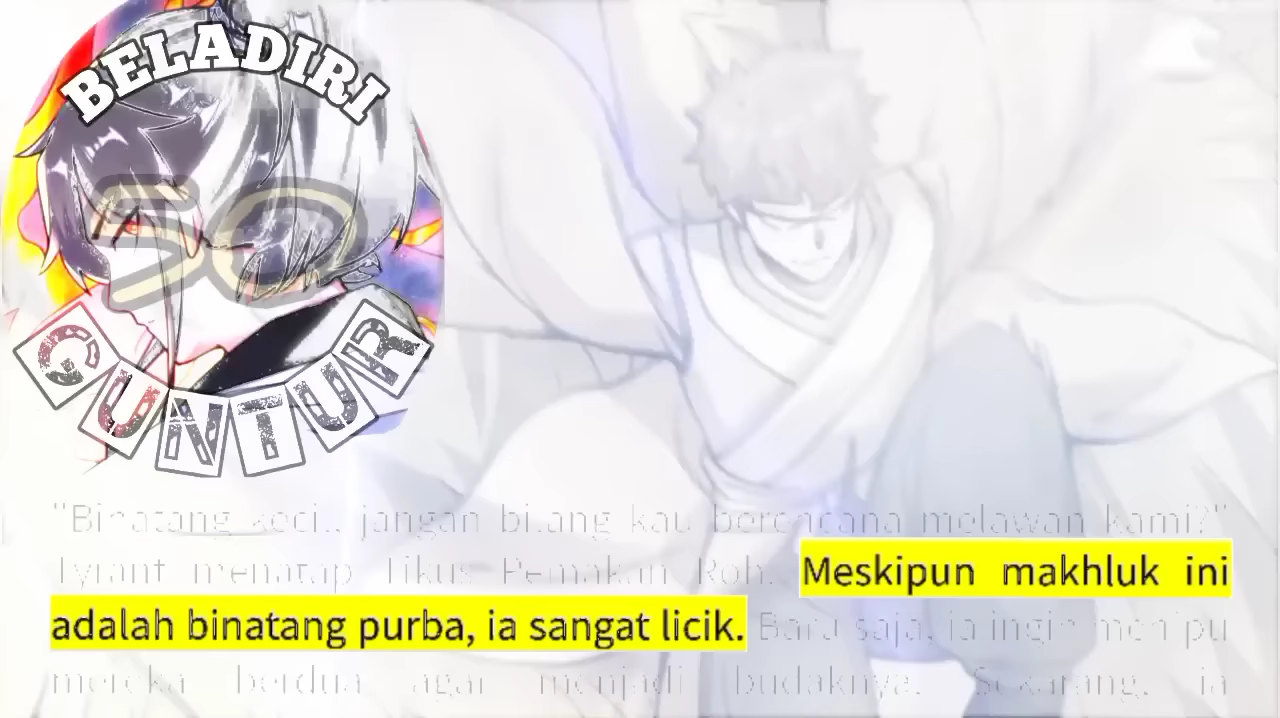 BELADIRI
50
GUNTUR
"Binatang kecil, jangan bilang kau berencana melawan kami?"
Tyrant menatap Tikus Pemakan Roh. Meskipun makhluk ini
adalah binatang purba, ia sangat licik. Baru saja, ia ingin menipu
mereka berdua agar menjadi budaknya. Sekarang, ia